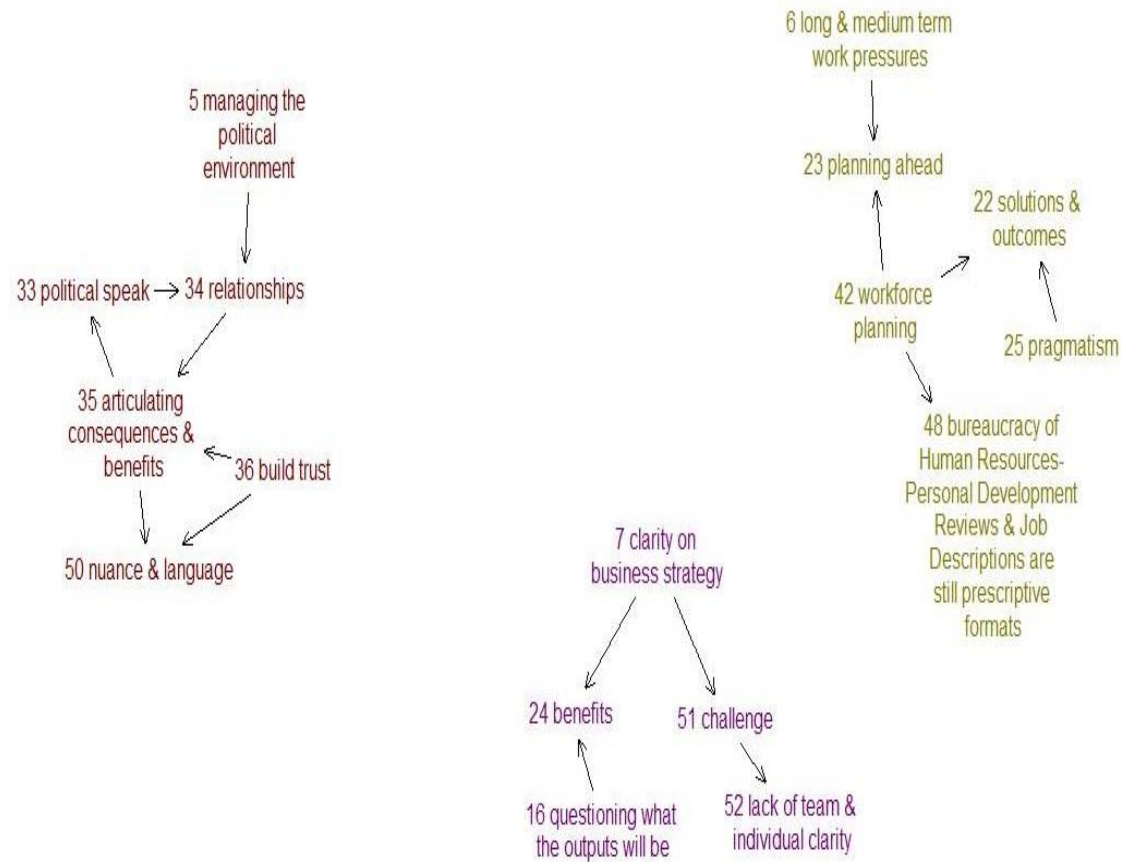 5 managing the
political
environment
33 political speak
34 relationships
35 articulating
consequences &
benefits
36 build trust
50 nuance & language
6 long & medium term
work pressures
23 planning ahead
22 solutions &
outcomes
42 workforce
planning
25 pragmatism
48 bureaucracy of
Human Resources-
Personal Development
Reviews & Job
Descriptions are
still prescriptive
formats
7 clarity on
business strategy
24 benefits
51 challenge
16 questioning what
the outputs will be
52 lack of team &
individual clarity